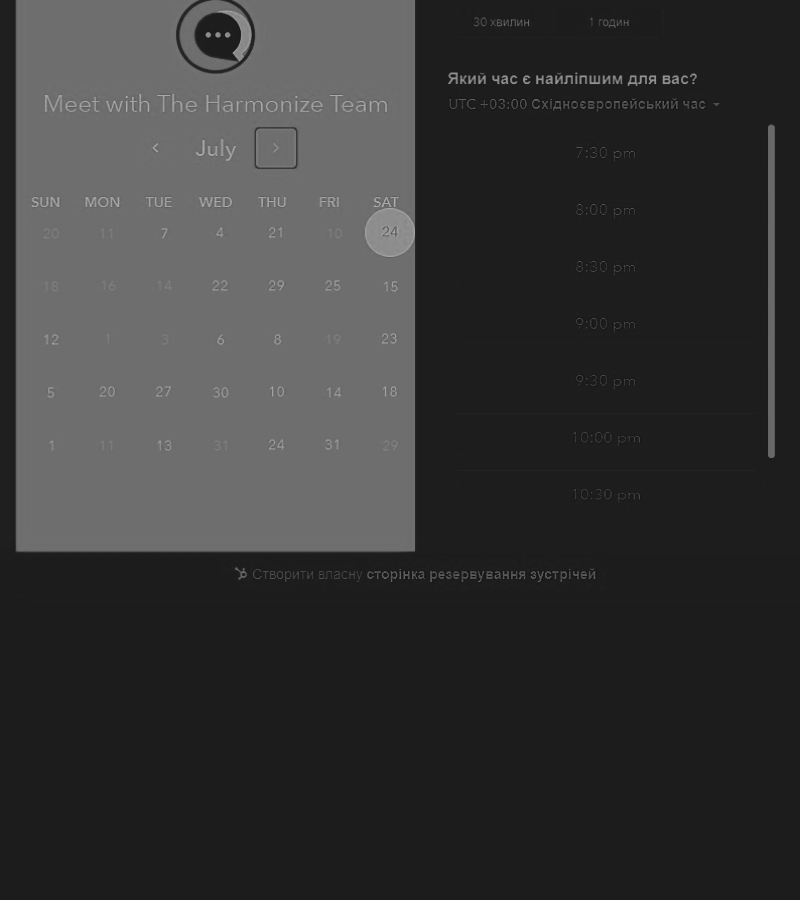 30 хвилин 1 годин
Meet with The Harmonize Team
July
SUN MON TUE WED THU FRI SAT
20 11 7 4 21 10 24
18 16 14 22 29 25 15
12 1 3 6 8 19 23
5 20 27 30 10 14 18
1 11 13 31 24 31 29
Який час є найліпшим для вас?
UTC +03:00 Східноєвропейський час
7:30 pm
8:00 pm
8:30 pm
9:00 pm
9:30 pm
10:00 pm
10:30 pm
Створити власну сторінка резервування зустрічей